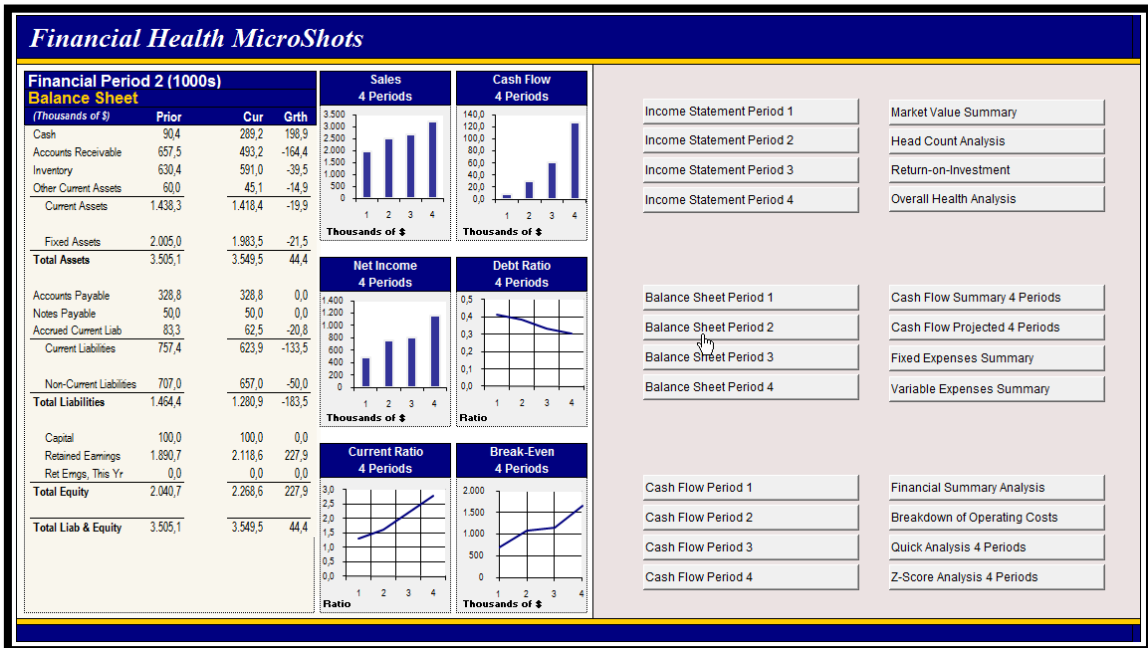 Financial Health MicroShots
Financial Period 2 (1000s)
Balance Sheet
(Thousands of $) Prior Cur Grth
Cash 90,4 289,2 198,9
Accounts Receivable 657,5 493,2 -164,4
Inventory 630,4 591,0 -39,5
Other Current Assets 60,0 45,1 -14,9
Current Assets 1.438,3 1.418,4 -19,9
Fixed Assets 2.005,0 1.983,5 -21,5
Total Assets 3.505,1 3.549,5 44,4
Accounts Payable 328,8 328,8 0,0
Notes Payable 50,0 50,0 0,0
Accrued Current Liab 83,3 62,5 -20,8
Current Liabilities 757,4 623,9 -133,5
Non-Current Liabilities 707,0 657,0 -50,0
Total Liabilities 1.464,4 1.280,9 -183,5
Capital 100,0 100,0 0,0
Retained Earnings 1.890,7 2.118,6 227,9
Ret Erngs, This Yr 0,0 0,0 0,0
Total Equity 2.040,7 2.268,6 227,9
Total Liab & Equity 3.505,1 3.549,5 44,4
Sales
4 Periods
3.500
3.000
2.500
2.000
1.500
1.000
500
0
1 2 3 4
Thousands of $
Cash Flow
4 Periods
140,0
120,0
100,0
80,0
60,0
40,0
20,0
0,0
1 2 3 4
Thousands of $
Net Income
4 Periods
1.400
1.200
1.000
800
600
400
200
0
1 2 3 4
Thousands of $
Debt Ratio
4 Periods
0,5
0,4
0,3
0,2
0,1
0,0
1 2 3 4
Ratio
Current Ratio
4 Periods
3,0
2,5
2,0
1,5
1,0
0,5
0,0
1 2 3 4
Ratio
Break-Even
4 Periods
2.000
1.500
1.000
500
0
1 2 3 4
Thousands of $
Income Statement Period 1
Income Statement Period 2
Income Statement Period 3
Income Statement Period 4
Market Value Summary
Head Count Analysis
Return-on-Investment
Overall Health Analysis
Balance Sheet Period 1
Balance Sheet Period 2
Balance Sheet Period 3
Balance Sheet Period 4
Cash Flow Summary 4 Periods
Cash Flow Projected 4 Periods
Fixed Expenses Summary
Variable Expenses Summary
Cash Flow Period 1
Cash Flow Period 2
Cash Flow Period 3
Cash Flow Period 4
Financial Summary Analysis
Breakdown of Operating Costs
Quick Analysis 4 Periods
Z-Score Analysis 4 Periods